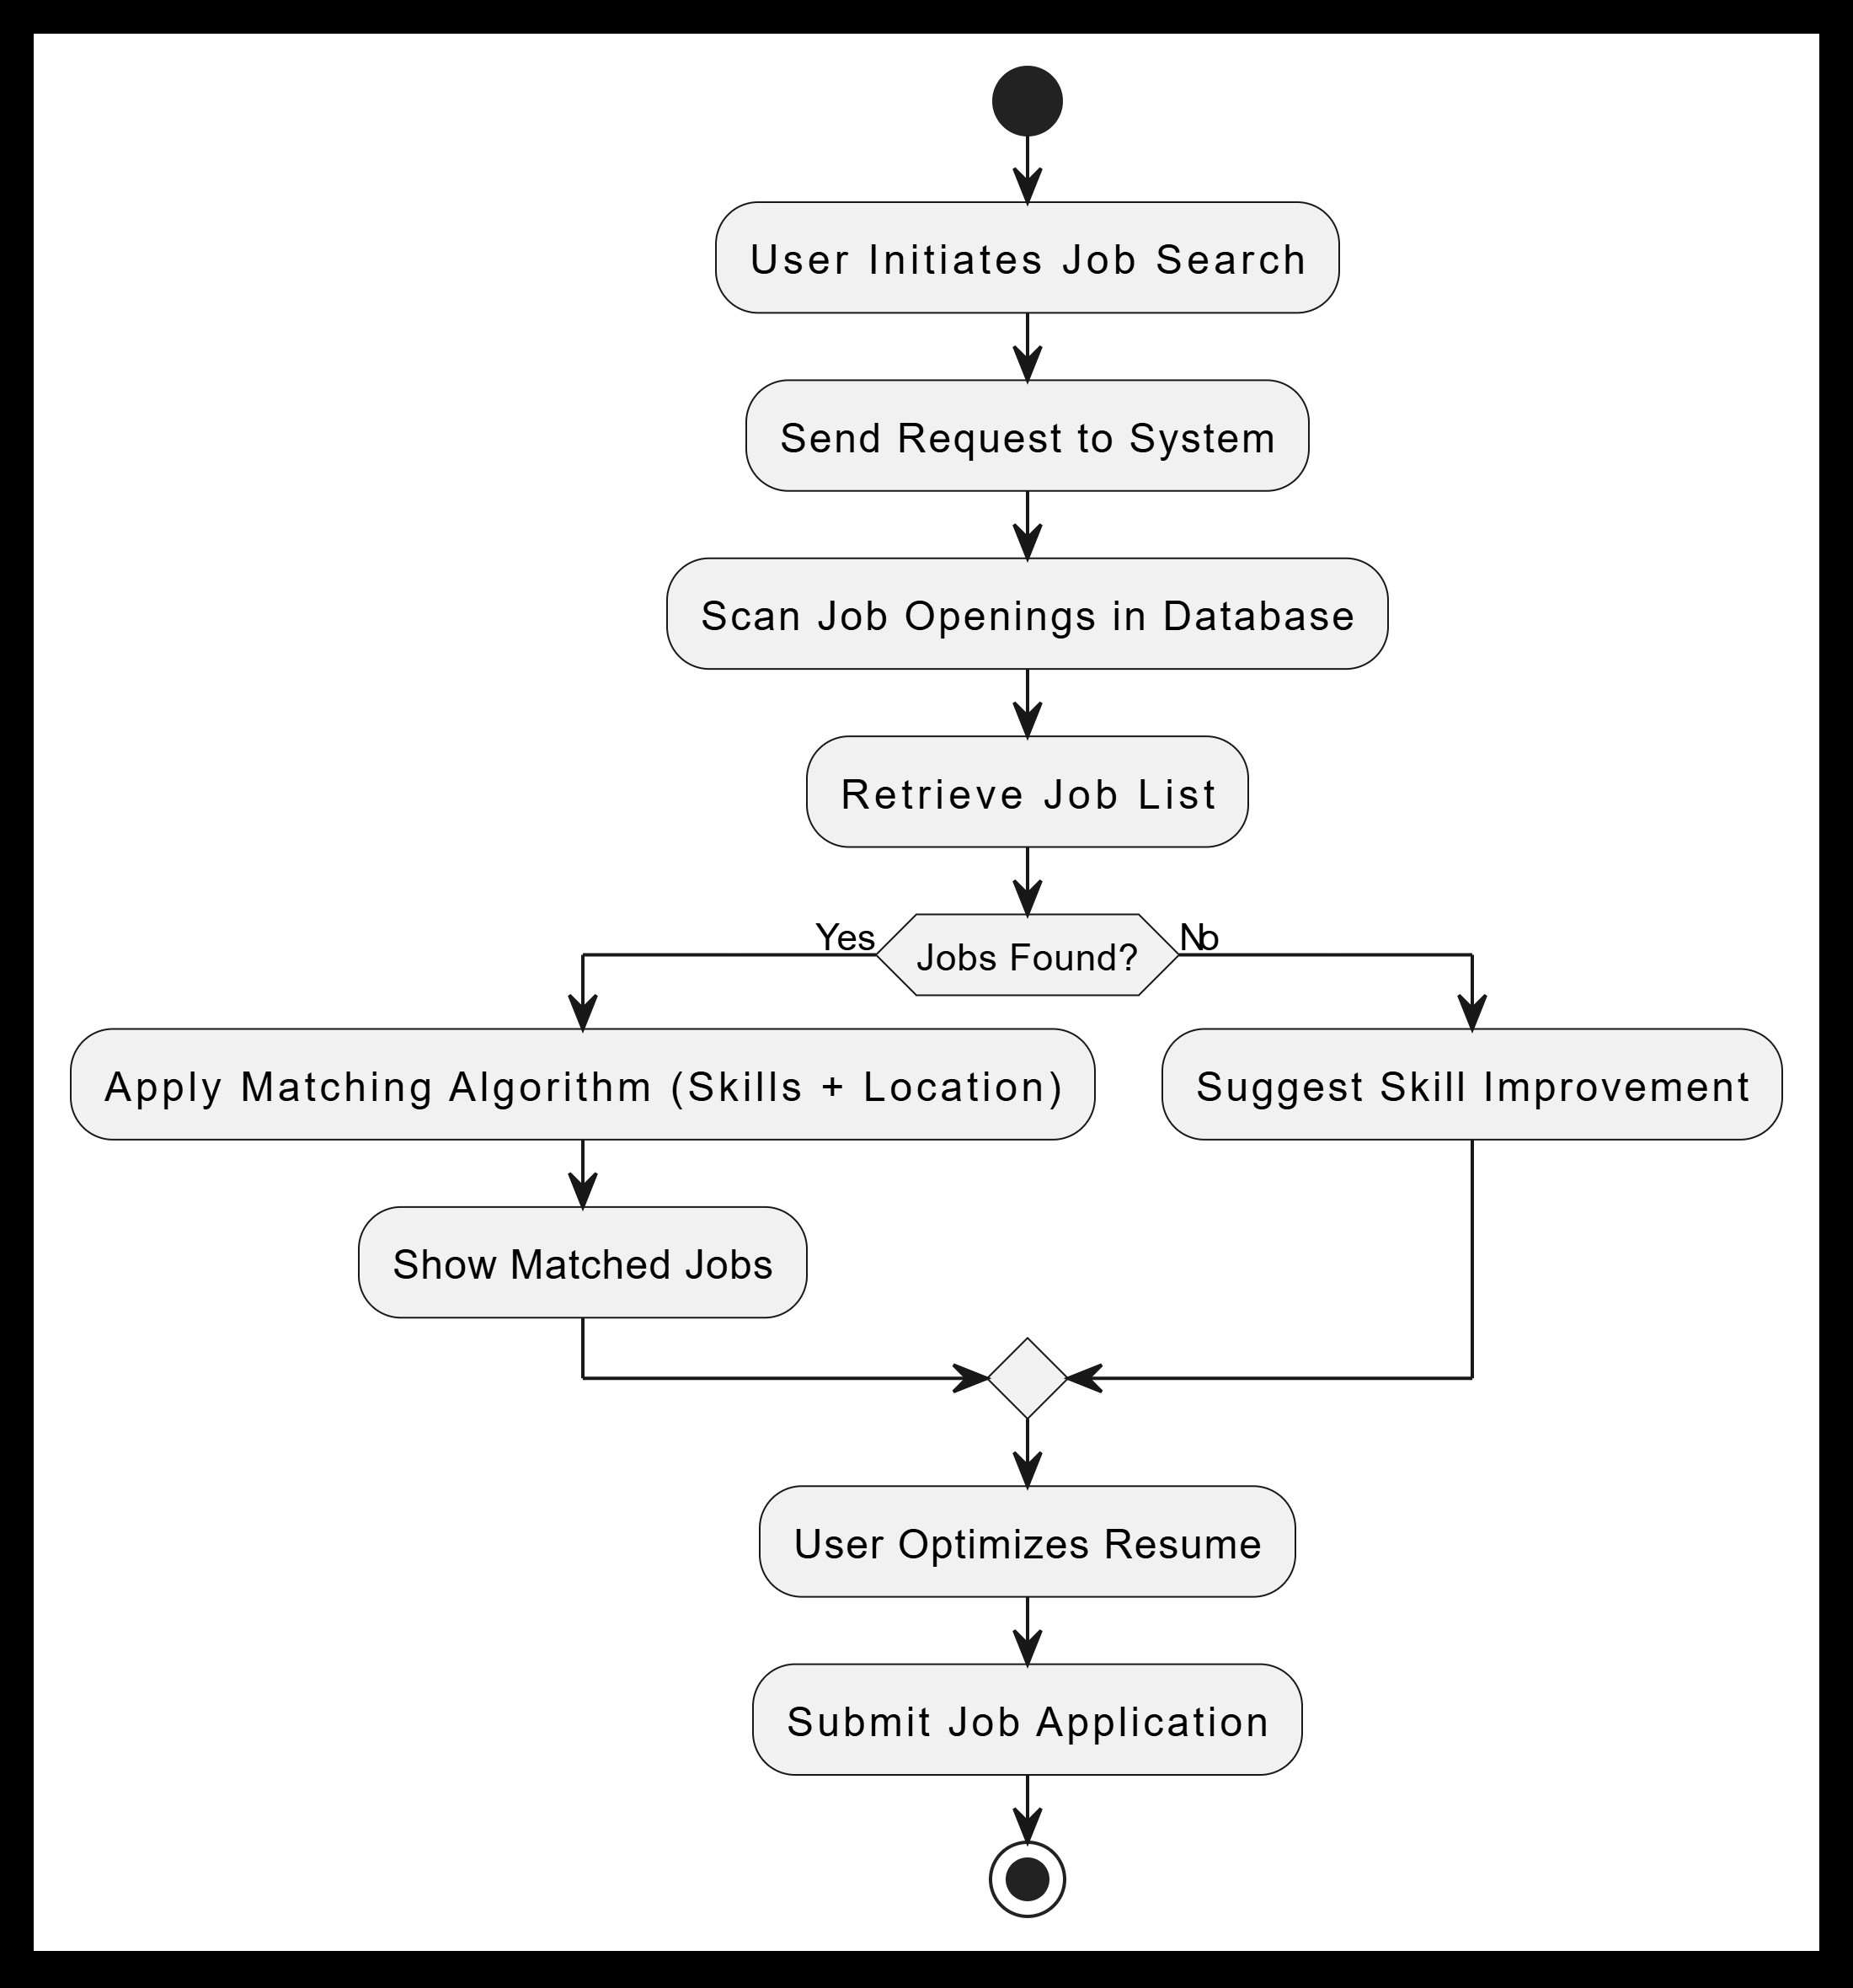 User Initiates Job Search
Send Request to System
Scan Job Openings in Database
Retrieve Job List
Yes
Jobs Found?
No
Apply Matching Algorithm (Skills + Location)
Suggest Skill Improvement
Show Matched Jobs
User Optimizes Resume
Submit Job Application